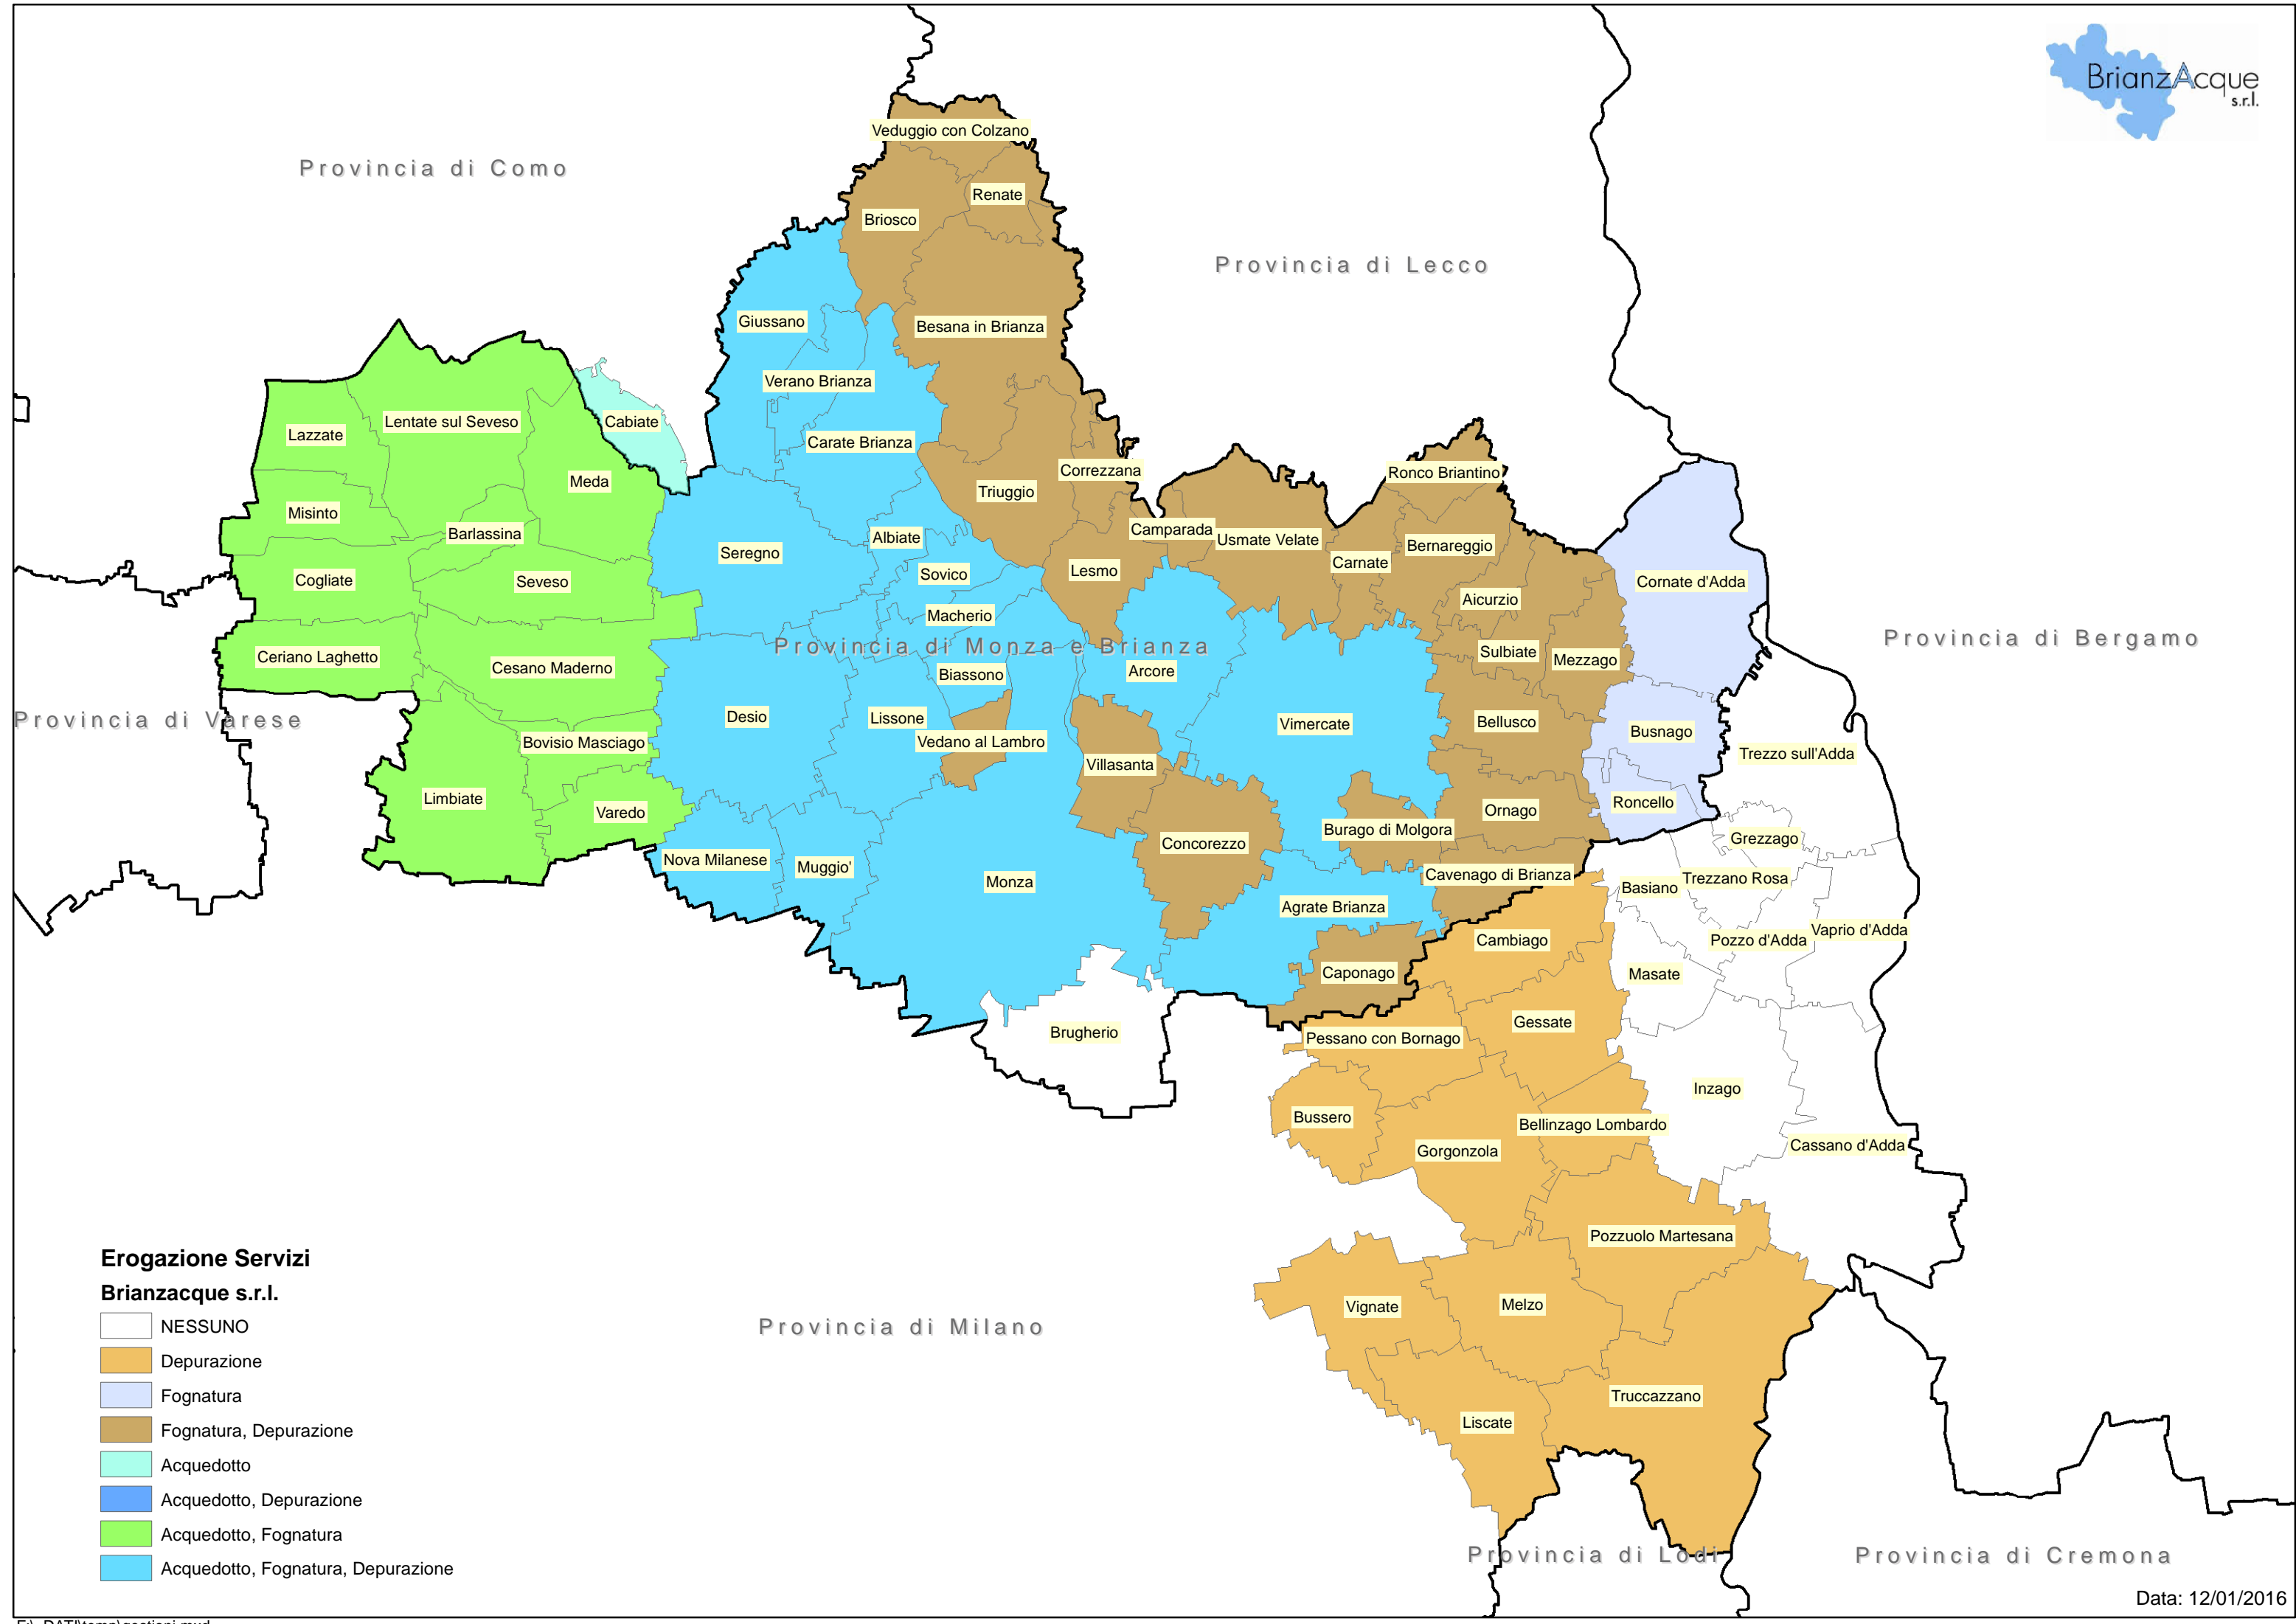 BrianzAcque
s.r.l.
Veduggio con Colzano
Provincia di Como
Renate
Briosco
Provincia di Lecco
Giussano
Besana in Brianza
Verano Brianza
Cabiate
Lentate sul Seveso
Lazzate
Carate Brianza
Correzzana
Ronco Briantino
Meda
Triuggio
Misinto
Barlassina
Camparada
Albiate
Usmate Velate
Bernareggio
Seregno
Carnate
Lesmo
Sovico
Cogliate
Seveso
Cornate d'Adda
Aicurzio
Macherio
Provincia di Monza e Brianza
Provincia di Bergamo
Sulbiate
Ceriano Laghetto
Mezzago
Cesano Maderno
Arcore
Biassono
Provincia di Varese
Desio
Lissone
Bellusco
Vimercate
Busnago
Vedano al Lambro
Bovisio Masciago
Trezzo sull'Adda
Villasanta
Limbiate
Roncello
Ornago
Varedo
Burago di Molgora
Grezzago
Concorezzo
Nova Milanese
Muggio'
Cavenago di Brianza
Trezzano Rosa
Monza
Basiano
Agrate Brianza
Vaprio d'Adda
Cambiago
Pozzo d'Adda
Caponago
Masate
Gessate
Brugherio
Pessano con Bornago
Inzago
Bussero
Bellinzago Lombardo
Cassano d'Adda
Gorgonzola
Pozzuolo Martesana
Erogazione Servizi
Brianzacque s.r.l.
Melzo
Vignate
Provincia di Milano
NESSUNO
Depurazione
Fognatura
Truccazzano
Liscate
Fognatura, Depurazione
Acquedotto
Acquedotto, Depurazione
Acquedotto, Fognatura
Provincia di Lodi
Provincia di Cremona
Acquedotto, Fognatura, Depurazione
Data: 12/01/2016